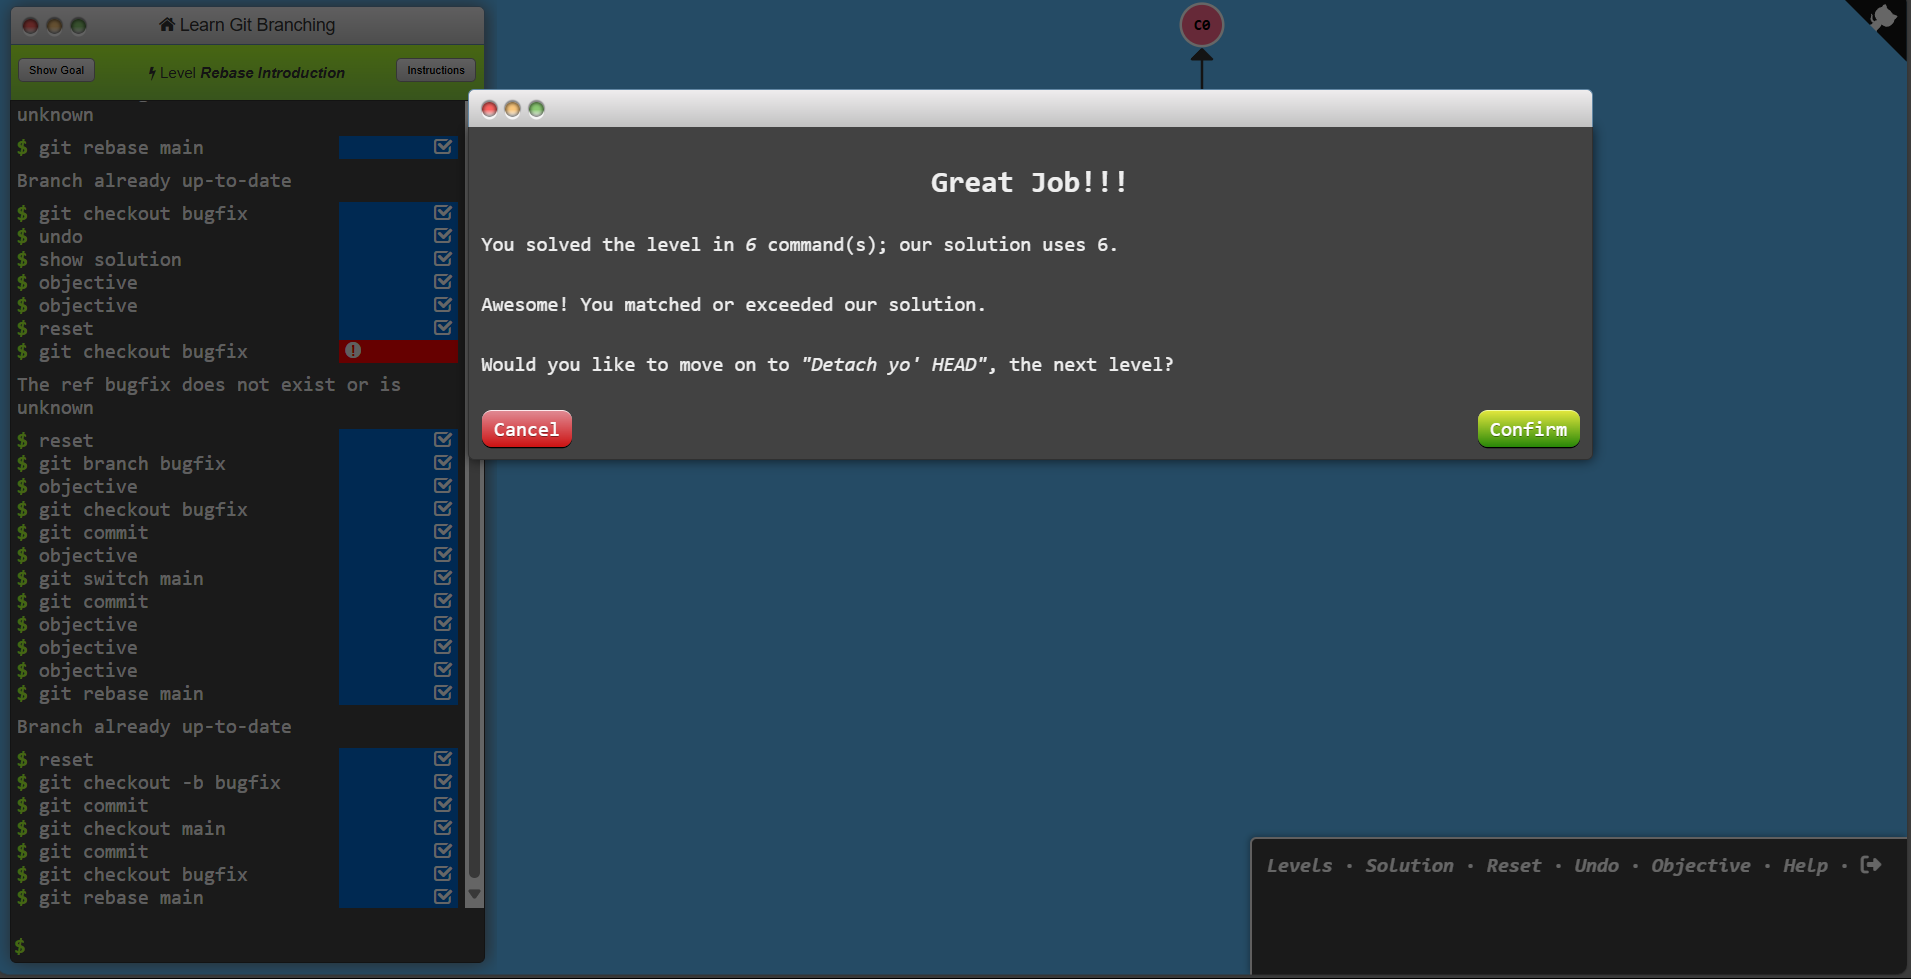 Learn Git Branching
Show Goal
Level Rebase Introduction
Instructions
unknown
$ git rebase main
Branch already up-to-date
$ git checkout bugfix
$ undo
$ show solution
$ objective
$ objective
$ reset
$ git checkout bugfix
The ref bugfix does not exist or is
unknown
$ reset
$ git branch bugfix
$ objective
$ git checkout bugfix
$ git commit
$ objective
$ git switch main
$ git commit
$ objective
$ objective
$ objective
$ git rebase main
Branch already up-to-date
$ reset
$ git checkout -b bugfix
$ git commit
$ git checkout main
$ git commit
$ git checkout bugfix
$ git rebase main
$
C0
Great Job!!!
You solved the level in 6 command(s); our solution uses 6.
Awesome! You matched or exceeded our solution.
Would you like to move on to "Detach yo' HEAD", the next level?
Cancel
Confirm
Levels · Solution · Reset · Undo · Objective · Help ·